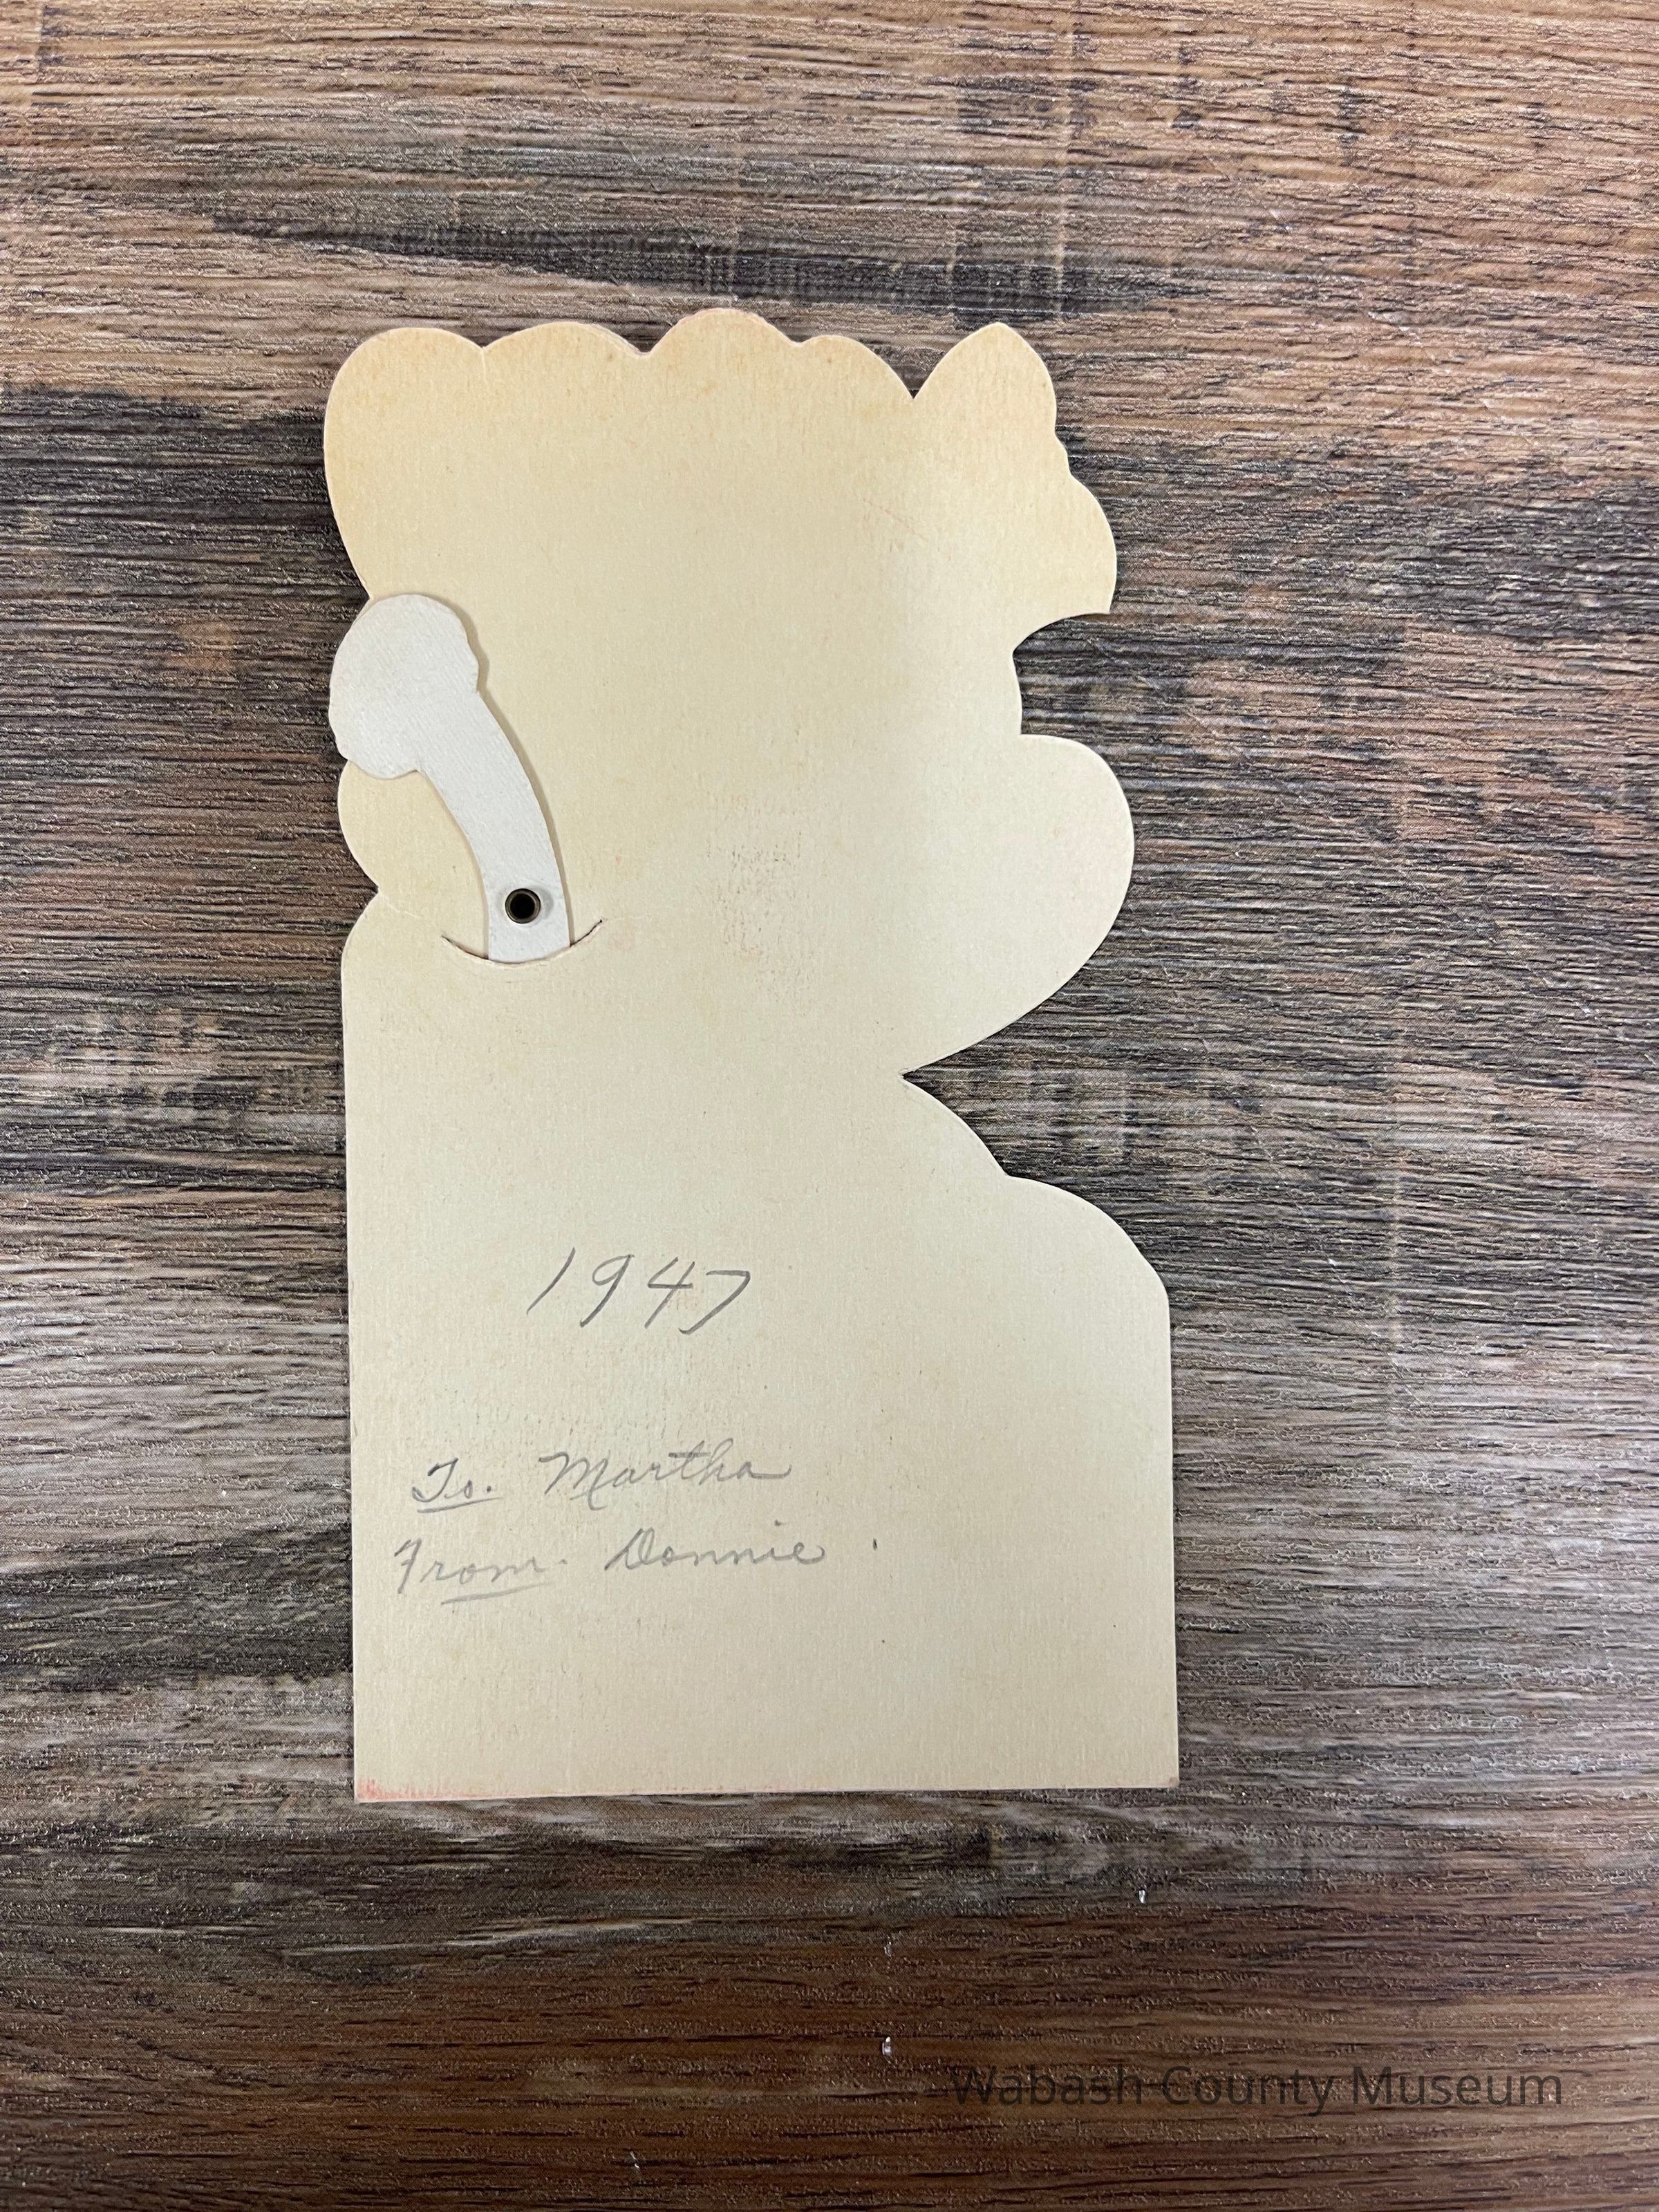 1947
To. Martha
From. Donnie.
Wabash County Museum